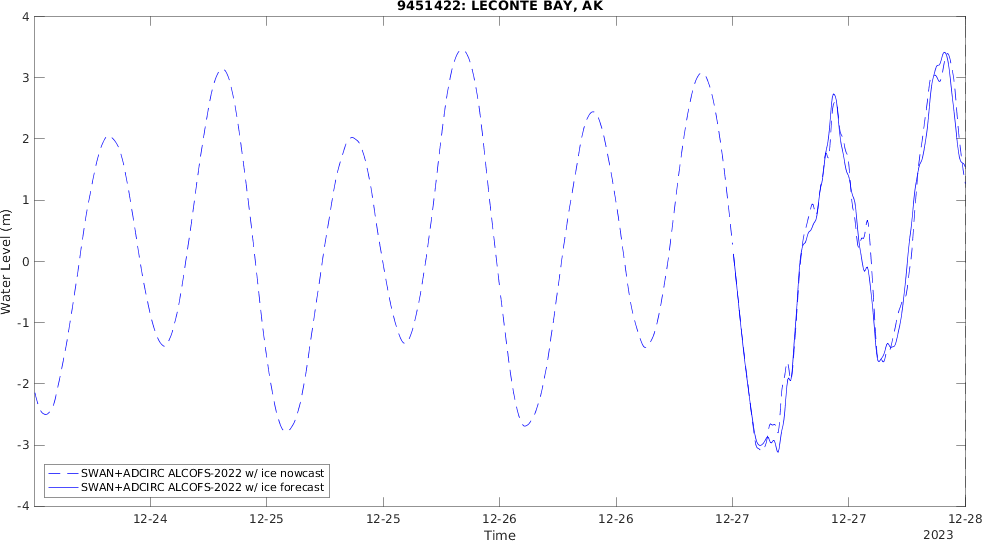 9451422: LECONTE BAY, AK
Water Level (m)
4
3
2
1
0
-1
-2
-3
-4
SWAN+ADCIRC ALCOFS-2022 w/ ice nowcast
SWAN+ADCIRC ALCOFS-2022 w/ ice forecast
12-24 12-25 12-25 12-26 12-26 12-27 12-27 12-28
Time
2023